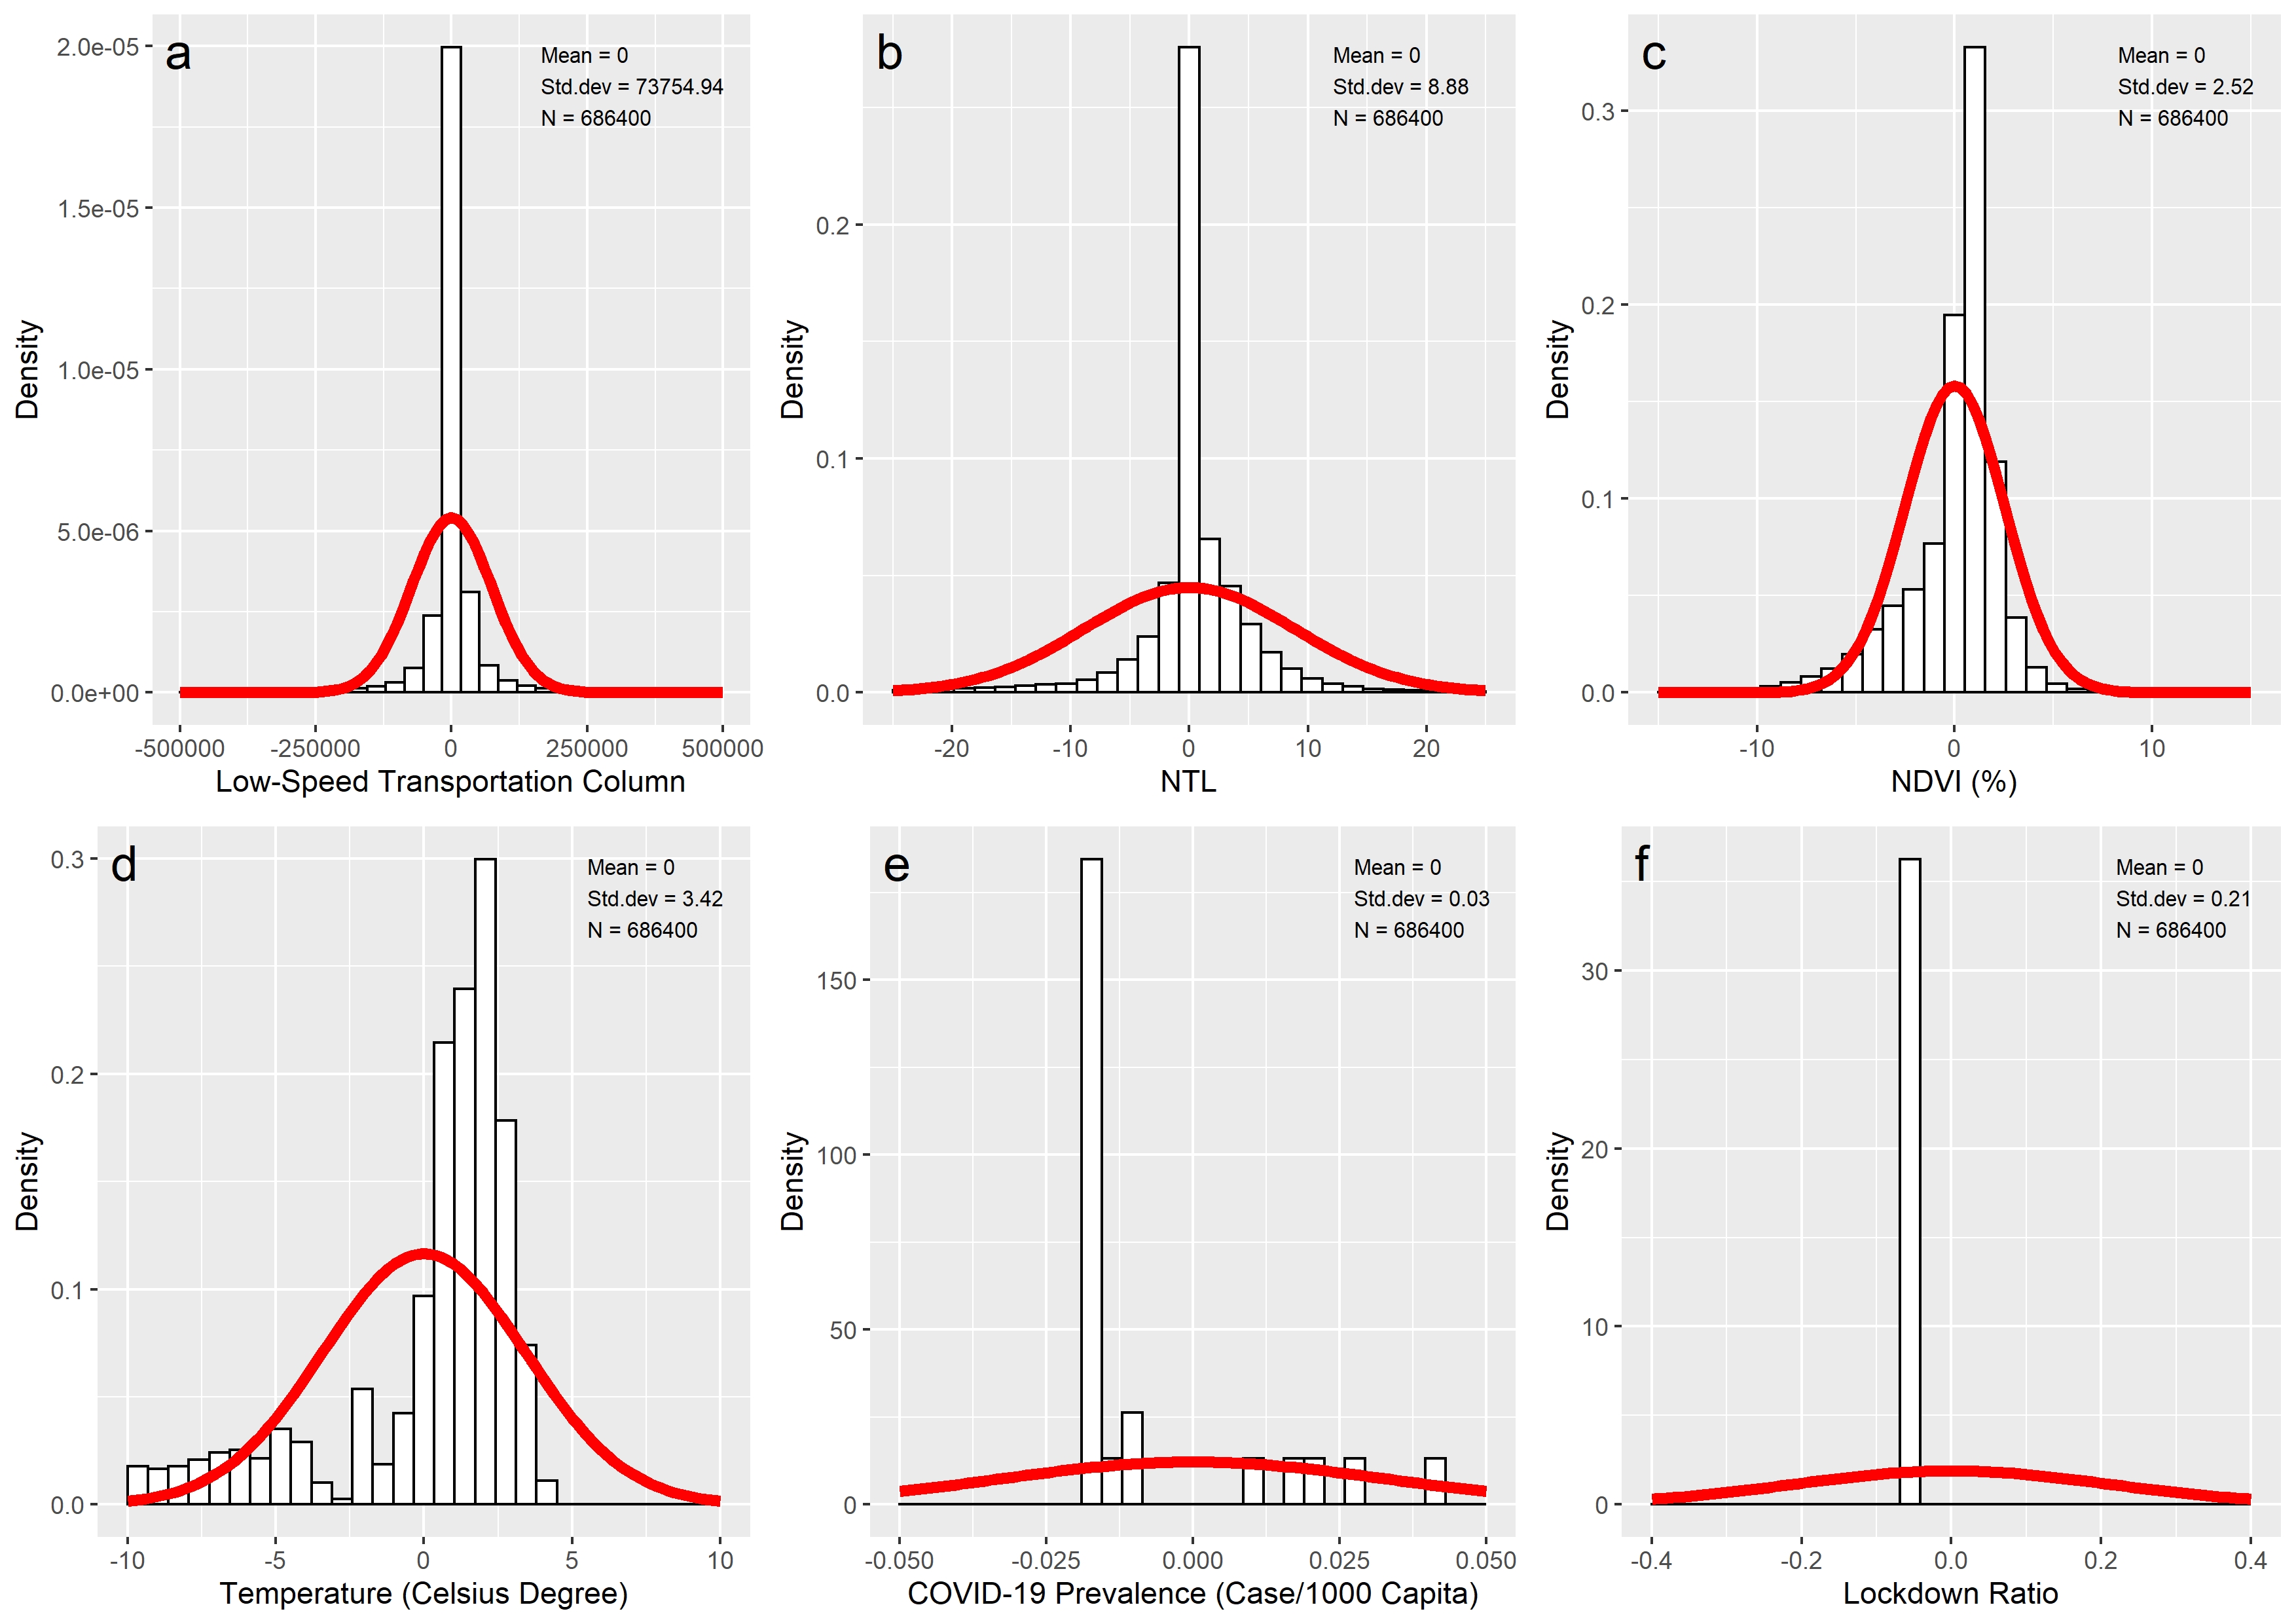 a
Mean = 0
Std.dev = 73754.94
N = 686400
2.0e-05
1.5e-05
1.0e-05
5.0e-06
0.0e+00
Density
-500000 -250000 0 250000 500000
Low-Speed Transportation Column
b
Mean = 0
Std.dev = 8.88
N = 686400
0.2
0.1
0.0
Density
-20 -10 0 10 20
NTL
c
Mean = 0
Std.dev = 2.52
N = 686400
0.3
0.2
0.1
0.0
Density
-10 0 10
NDVI (%)
d
Mean = 0
Std.dev = 3.42
N = 686400
0.3
0.2
0.1
0.0
Density
-10 -5 0 5 10
Temperature (Celsius Degree)
e
Mean = 0
Std.dev = 0.03
N = 686400
150
100
50
0
Density
-0.050 -0.025 0.000 0.025 0.050
COVID-19 Prevalence (Case/1000 Capita)
f
Mean = 0
Std.dev = 0.21
N = 686400
30
20
10
0
Density
-0.4 -0.2 0.0 0.2 0.4
Lockdown Ratio